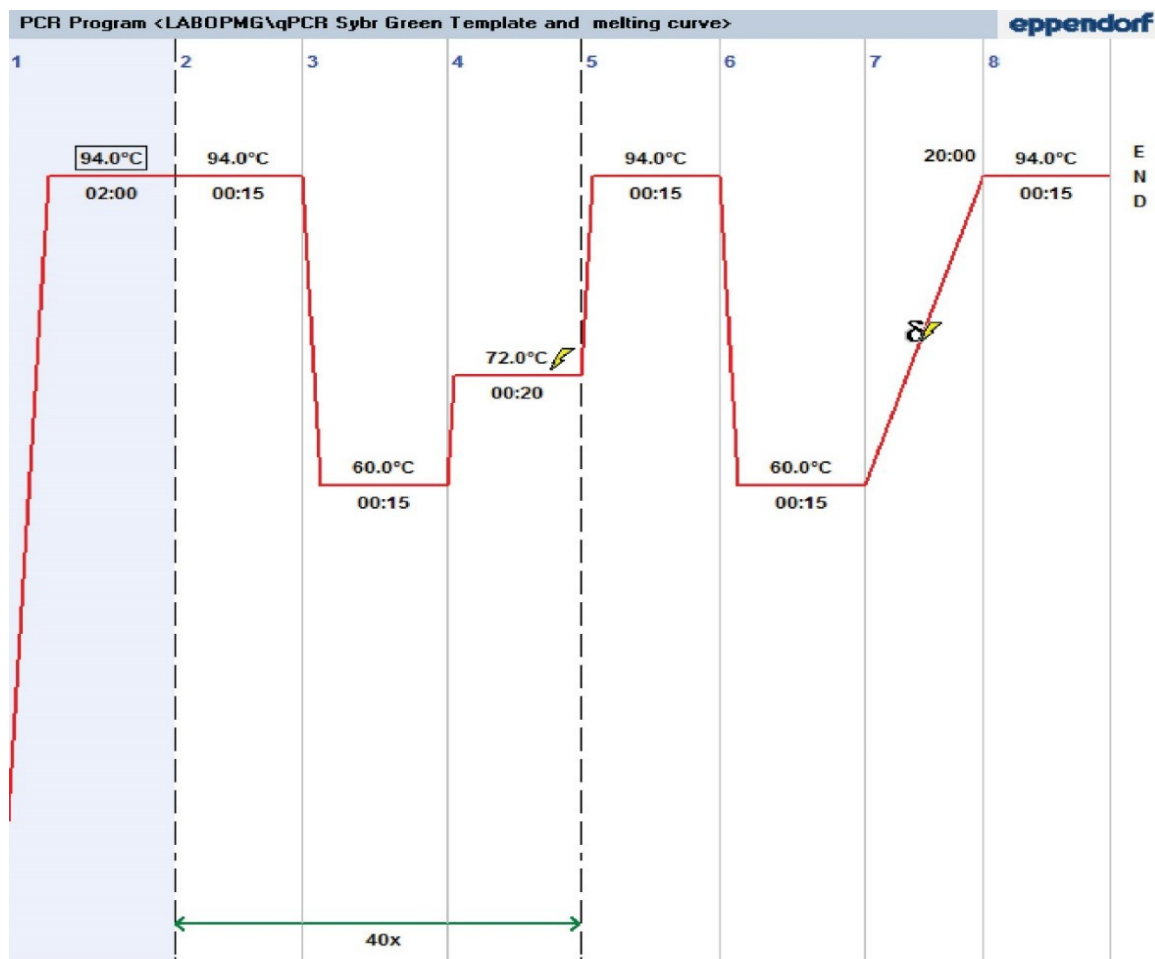 PCR Program <LABOPMG\qPCR Sybr Green Template and melting curve>
eppendorf
1 2 3 4 5 6 7 8
94.0°C 94.0°C 94.0°C 20:00 94.0°C
02:00 00:15 00:15 00:15
E
N
D
δ
72.0°C
00:20
60.0°C 60.0°C
00:15 00:15
40x